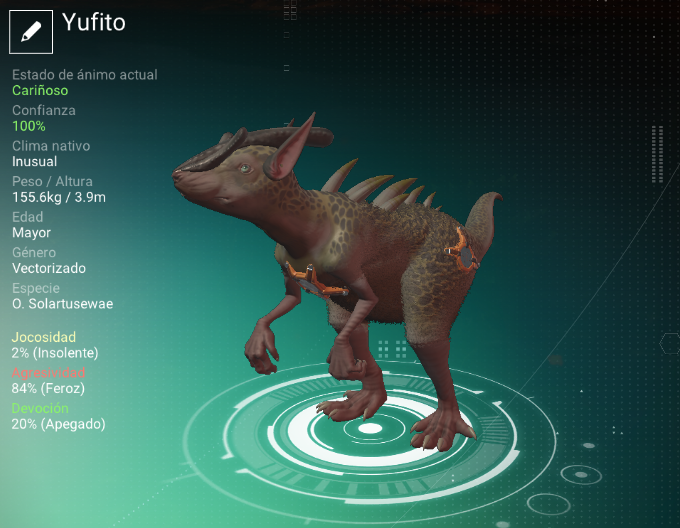 Yufito
Estado de ánimo actual
Cariñoso
Confianza
100%
Clima nativo
Inusual
Peso / Altura
155.6kg / 3.9m
Edad
Mayor
Género
Vectorizado
Especie
O. Solartusewae
Jocosidad
2% (Insolente)
Agresividad
84% (Feroz)
Devoción
20% (Apegado)